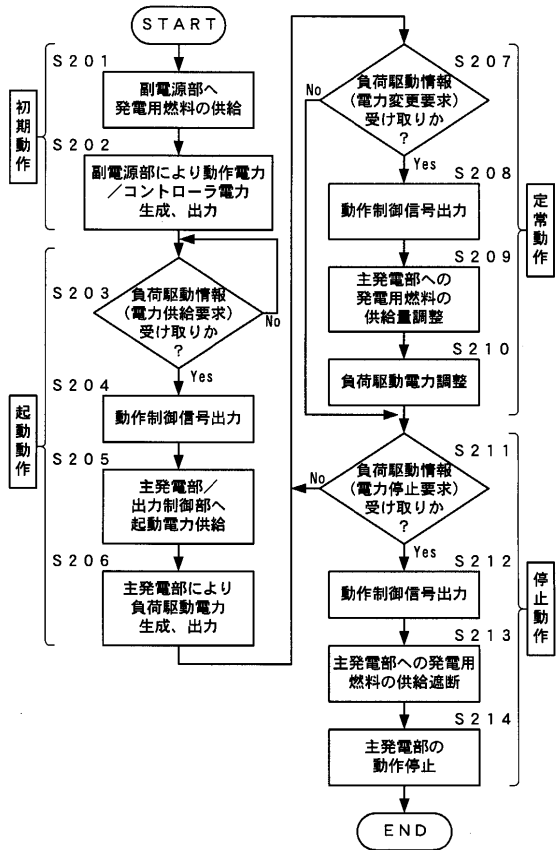 START
S201
副電源部へ
発電用燃料の供給
初期動作
S202
副電源部により動作電力
／コントローラ電力
生成、出力
S203
負荷駆動情報
(電力供給要求)
受け取りか
？
No
Yes
S204
動作制御信号出力
起動動作
S205
主発電部／
出力制御部へ
起動電力供給
S206
主発電部により
負荷駆動電力
生成、出力
S207
No
負荷駆動情報
(電力変更要求)
受け取りか
？
Yes
S208
動作制御信号出力
定常動作
S209
主発電部への
発電用燃料の
供給量調整
S210
負荷駆動電力調整
S211
No
負荷駆動情報
(電力停止要求)
受け取りか
？
Yes
S212
動作制御信号出力
停止動作
S213
主発電部への発電用
燃料の供給遮断
S214
主発電部の
動作停止
END